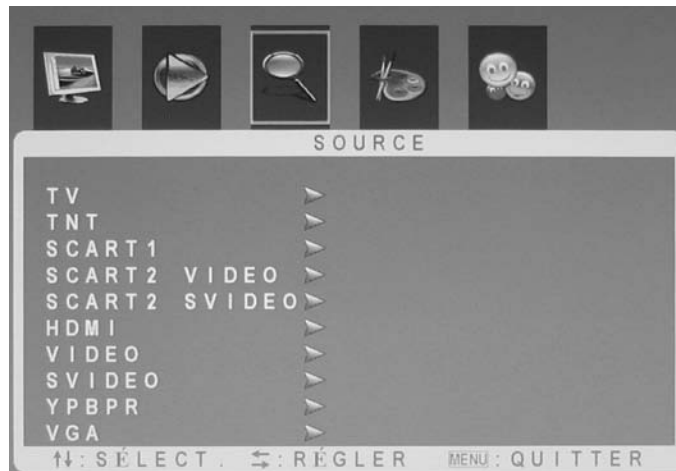 SOURCE
TV
TNT
SCART1
SCART2 VIDEO
SCART2 SVIDEO
HDMI
VIDEO
SVIDEO
YPBPR
VGA
↑↓: SÉLECT. ⇆: RÉGLER MENU: QUITTER